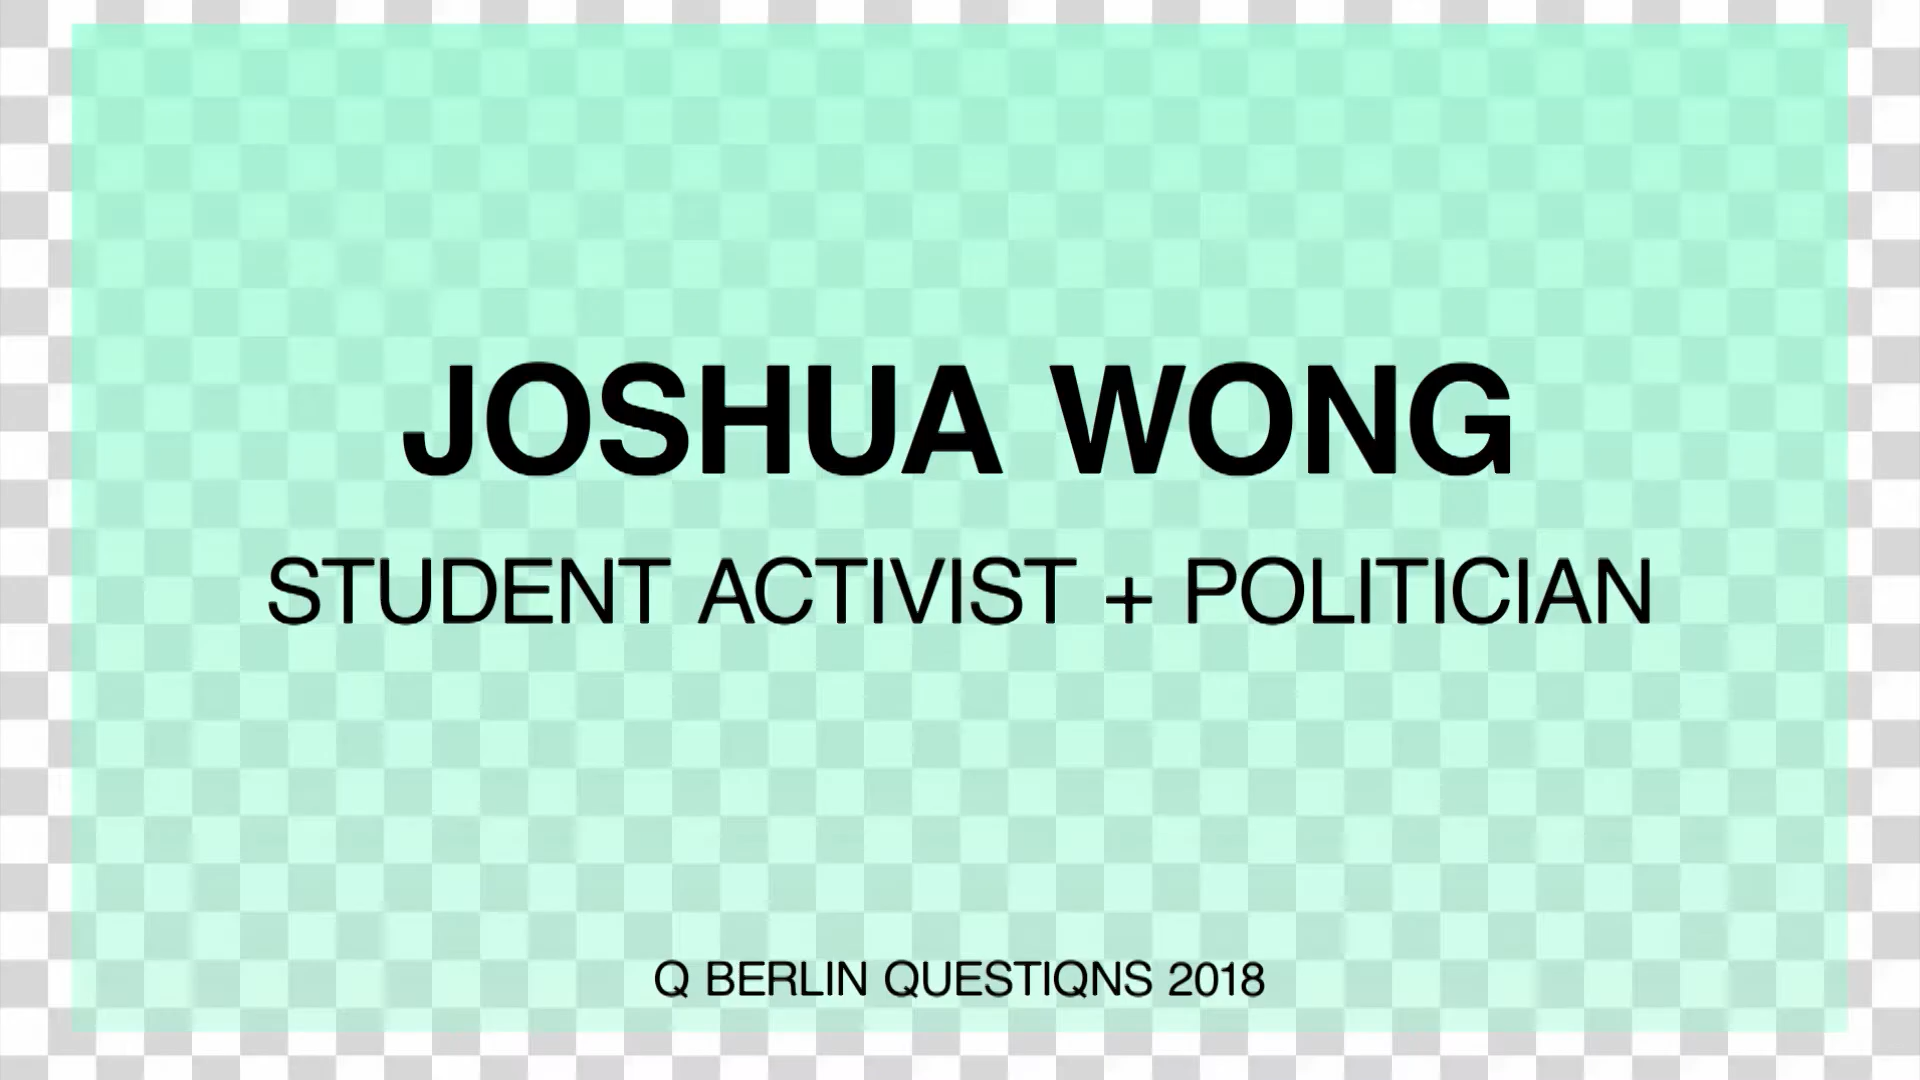 JOSHUA WONG
STUDENT ACTIVIST + POLITICIAN
Q BERLIN QUESTIQNS 2018